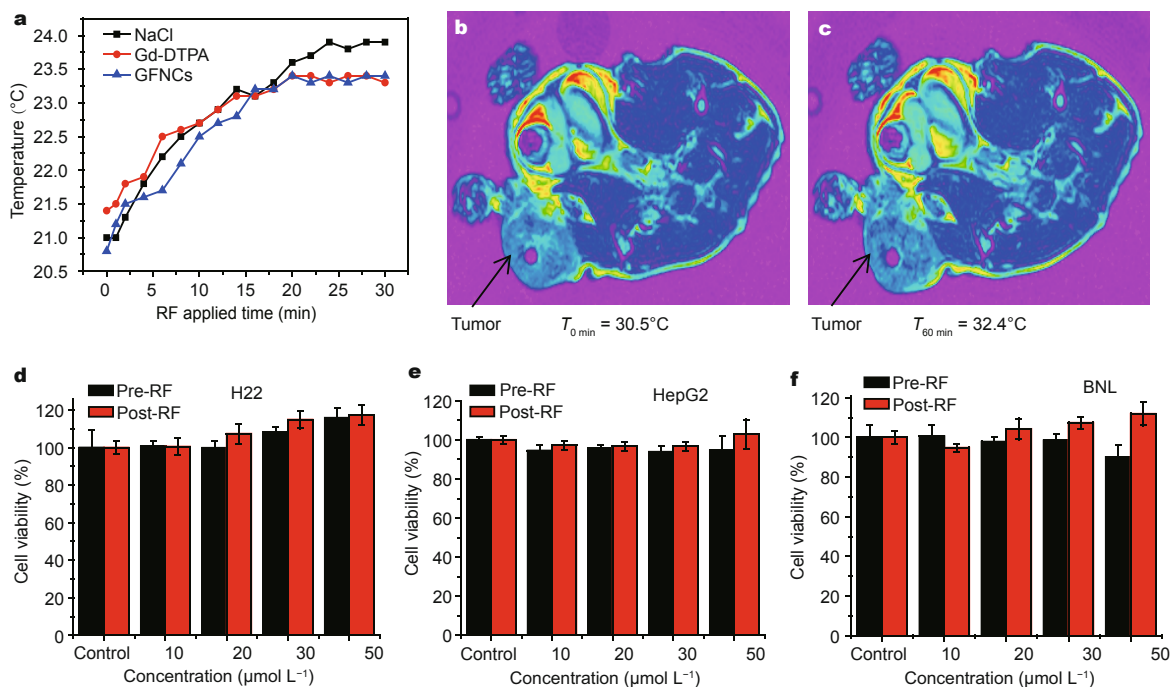 a
NaCl
Gd-DTPA
GFNCs
24.0
23.5
23.0
22.5
22.0
21.5
21.0
20.5
Temperature (°C)
0 5 10 15 20 25 30
RF applied time (min)
b
Tumor
T0 min = 30.5°C
c
Tumor
T60 min = 32.4°C
d
Pre-RF
Post-RF
H22
120
100
80
60
40
20
0
Cell viability (%)
Control 10 20 30 50
Concentration (µmol L⁻¹)
e
Pre-RF
Post-RF
HepG2
120
100
80
60
40
20
0
Cell viability (%)
Control 10 20 30 50
Concentration (µmol L⁻¹)
f
Pre-RF
Post-RF
BNL
120
100
80
60
40
20
0
Cell viability (%)
Control 10 20 30 50
Concentration (µmol L⁻¹)